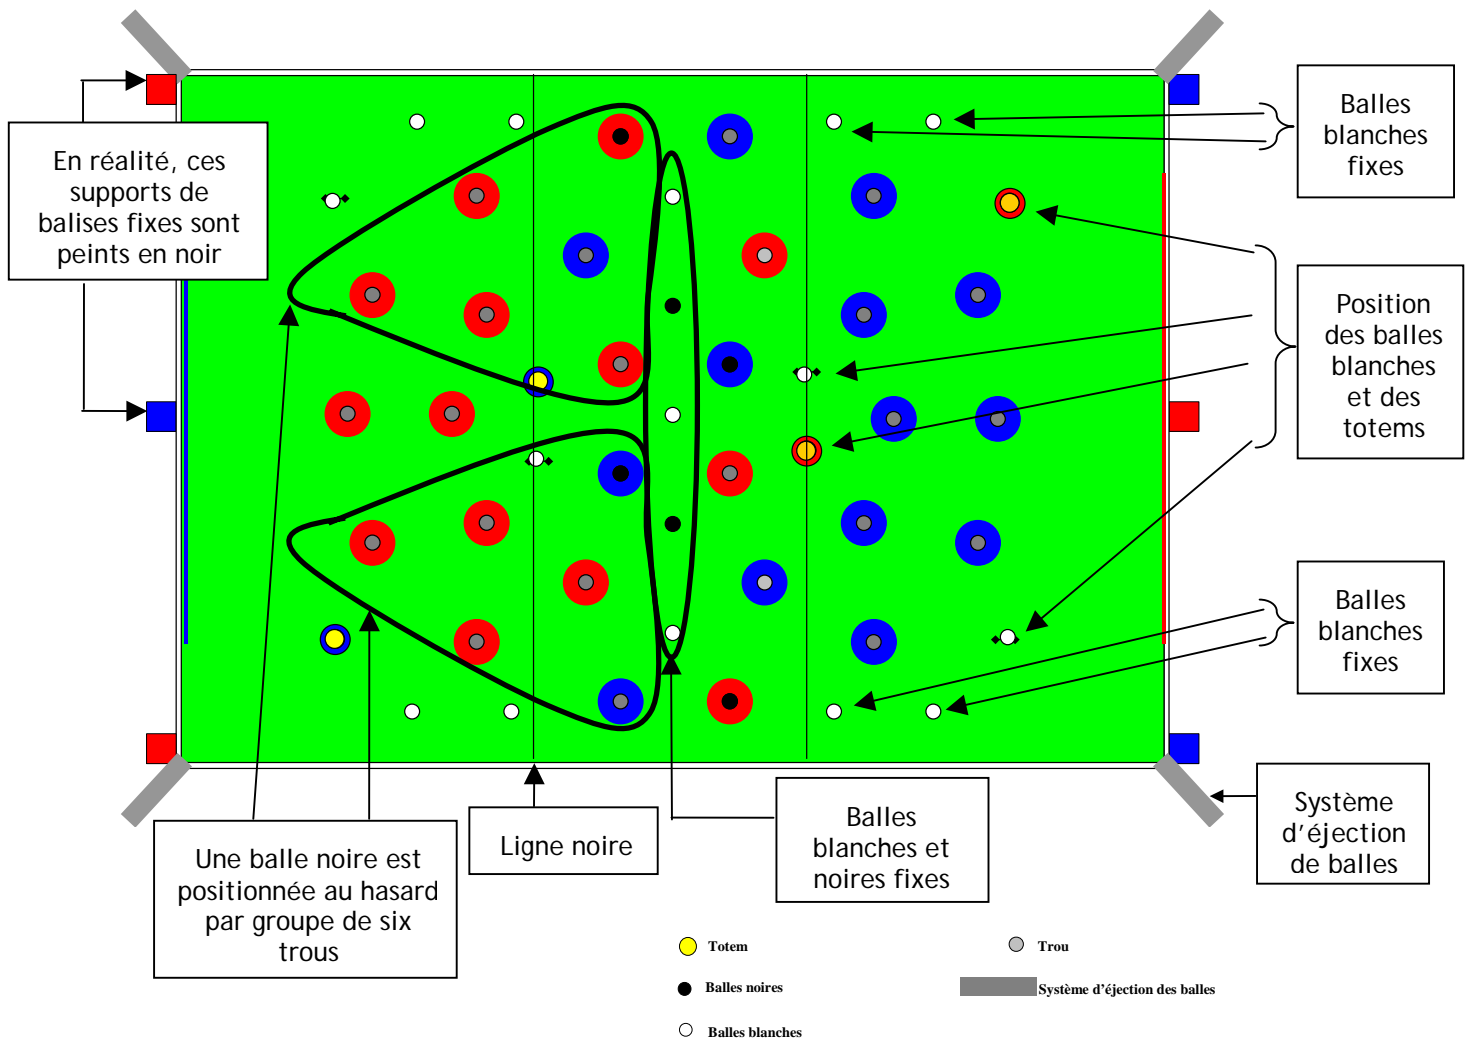 En réalité, ces
supports de
balises fixes sont
peints en noir
Balles
blanches
fixes
Position
des balles
blanches
et des
totems
Balles
blanches
fixes
Système
d’éjection
de balles
Balles
blanches et
noires fixes
Ligne noire
Une balle noire est
positionnée au hasard
par groupe de six
trous
Totem
Trou
Balles noires
Système d’éjection des balles
Balles blanches